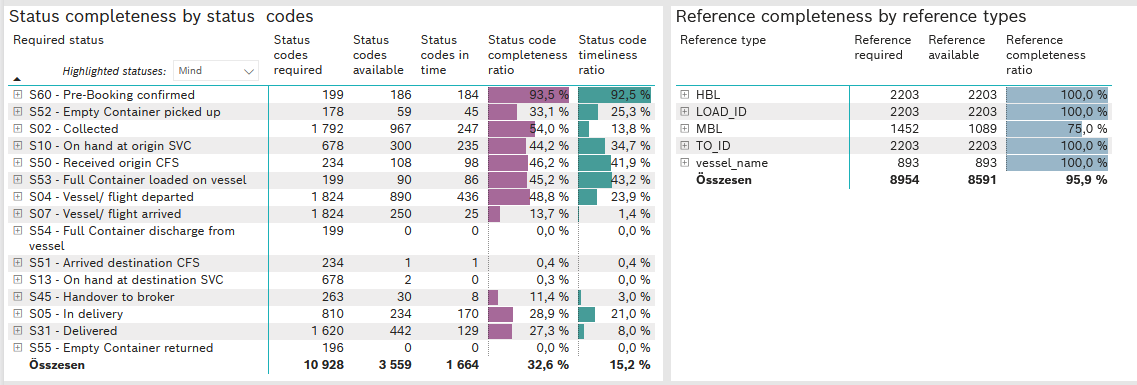 Status completeness by status codes
Required status
Status codes required
Status codes available
Status codes in time
Status code completeness ratio
Status code timeliness ratio
Highlighted statuses: Mind
S60 - Pre-Booking confirmed 199 186 184 93,5 % 92,5 %
S52 - Empty Container picked up 178 59 45 33,1 % 25,3 %
S02 - Collected 1 792 967 247 54,0 % 13,8 %
S10 - On hand at origin SVC 678 300 235 44,2 % 34,7 %
S50 - Received origin CFS 234 108 98 46,2 % 41,9 %
S53 - Full Container loaded on vessel 199 90 86 45,2 % 43,2 %
S04 - Vessel/ flight departed 1 824 890 436 48,8 % 23,9 %
S07 - Vessel/ flight arrived 1 824 250 25 13,7 % 1,4 %
S54 - Full Container discharge from vessel 199 0 0 0,0 % 0,0 %
S51 - Arrived destination CFS 234 1 1 0,4 % 0,4 %
S13 - On hand at destination SVC 678 2 0 0,3 % 0,0 %
S45 - Handover to broker 263 30 8 11,4 % 3,0 %
S05 - In delivery 810 234 170 28,9 % 21,0 %
S31 - Delivered 1 620 442 129 27,3 % 8,0 %
S55 - Empty Container returned 196 0 0 0,0 % 0,0 %
Összesen 10 928 3 559 1 664 32,6 % 15,2 %
Reference completeness by reference types
Reference type
Reference required
Reference available
Reference completeness ratio
HBL 2203 2203 100,0 %
LOAD_ID 2203 2203 100,0 %
MBL 1452 1089 75,0 %
TO_ID 2203 2203 100,0 %
vessel_name 893 893 100,0 %
Összesen 8954 8591 95,9 %